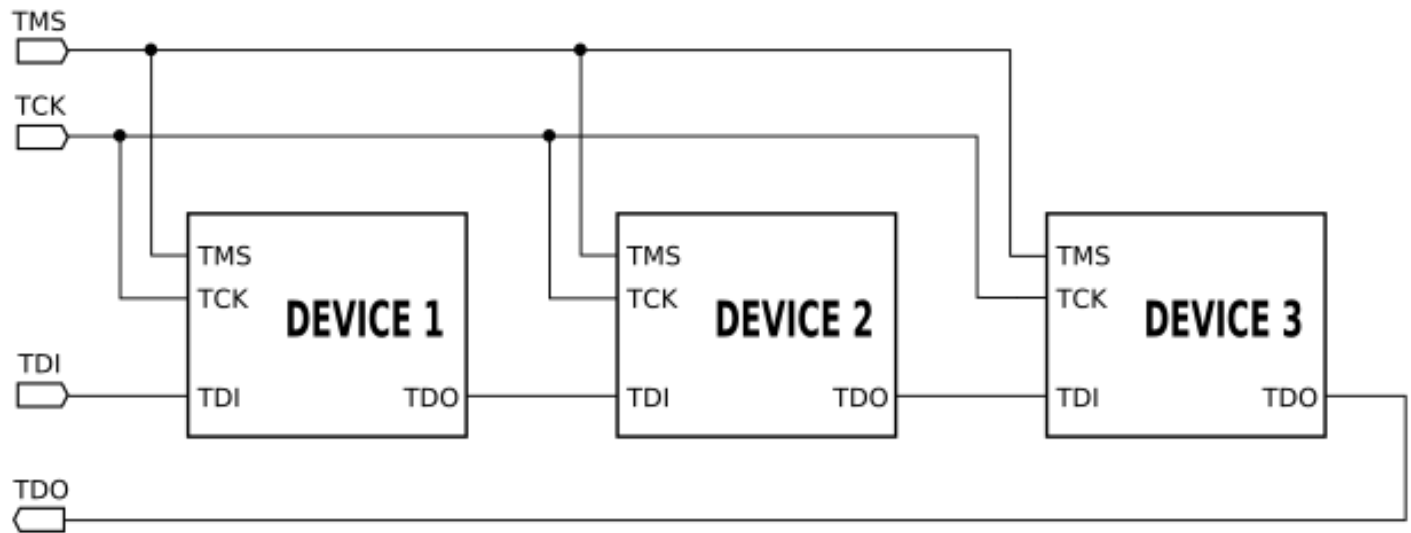 TMS
TCK
TMS
TCK
DEVICE 1
TDI
TDO
TMS
TCK
DEVICE 2
TDI
TDO
TMS
TCK
DEVICE 3
TDI
TDO
TDI
TDO